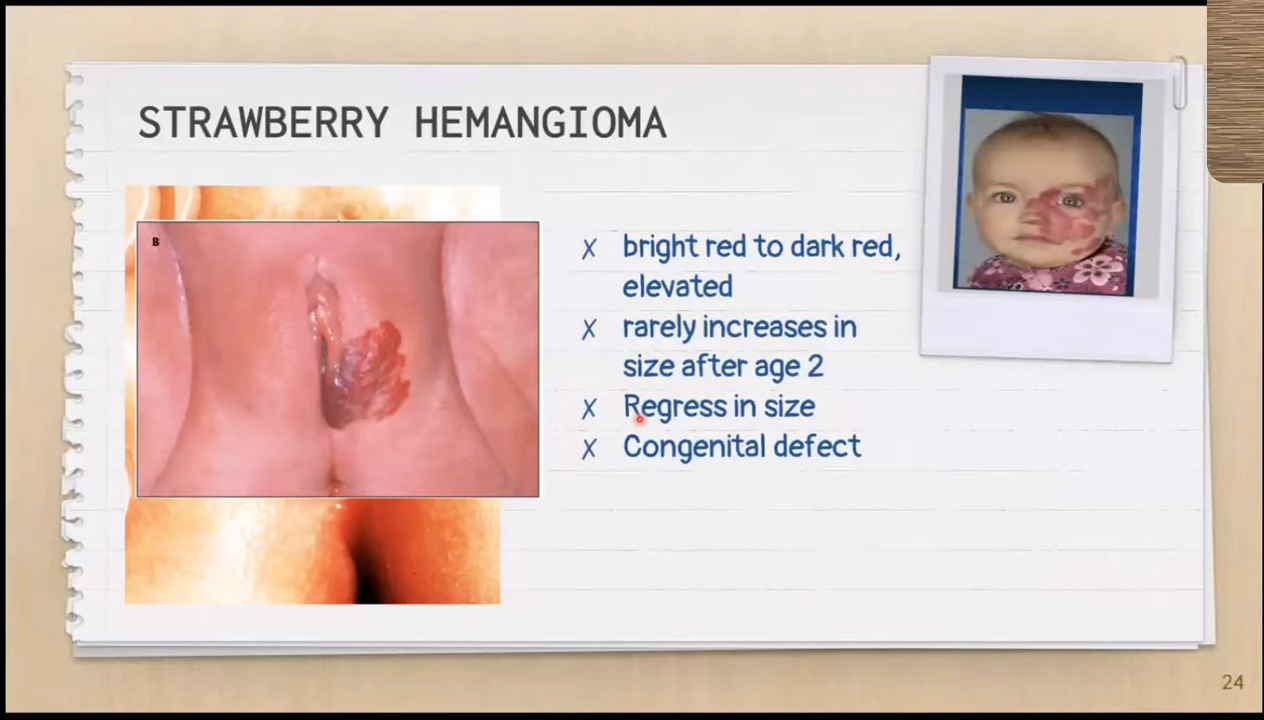 STRAWBERRY HEMANGIOMA
B
X bright red to dark red,
elevated
X rarely increases in
size after age 2
X Regress in size
X Congenital defect
24